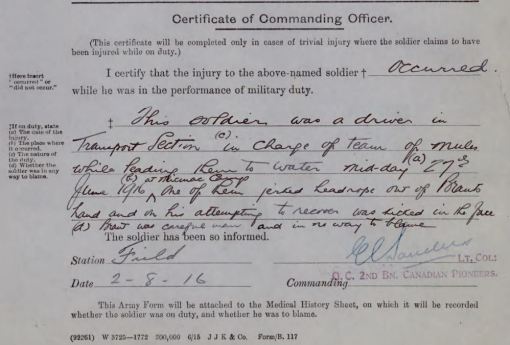 Certificate of Commanding Officer.
(This certificate will be completed only in cases of trivial injury where the soldier claims to have
been injured while on duty.)
†Here insert
"occurred" or
"did not occur."
I certify that the injury to the above-named soldier † Occurred.
while he was in the performance of military duty.
‡If on duty, state
(a) The date of the
injury.
(b) The place where
it occurred.
(c) The nature of
the duty.
(d) Whether the
soldier was in any
way to blame.
‡ This soldier was a driver in
Transport Section (c). in charge of team of mules
while leading them to water mid-day (a) 27th
June 1916 (b) at Micmac Camp, one of them jerked headrope out of Brant's
hand and on his attempting to recover was kicked in the face
(d) Brant was careful man and in no way to blame
The soldier has been so informed.
Station Field
LT. COL:
O. C. 2ND BN. CANADIAN PIONEERS.
Date 2-8-16 Commanding
This Army Form will be attached to the Medical History Sheet, on which it will be recorded
whether the soldier was on duty, and whether he was to blame.
(92261) W 3725—1772 200,000 6/15 J J K & Co. Form/B. 117